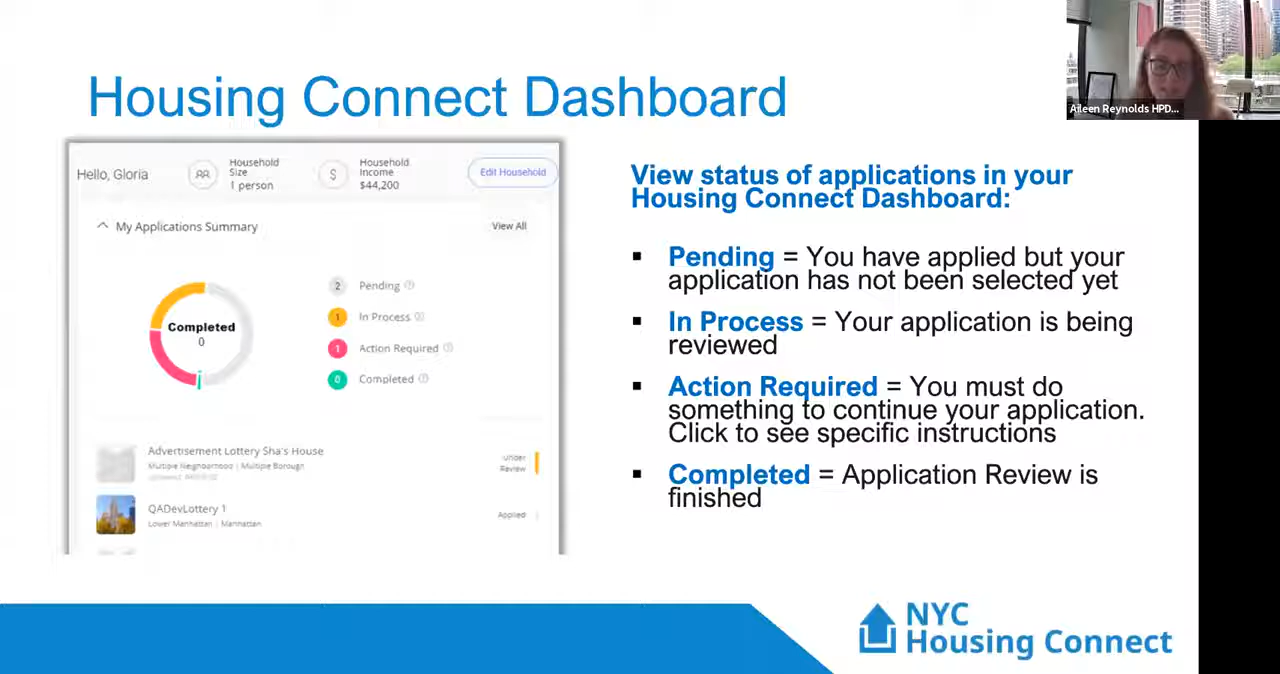 Aileen Reynolds HPD...
Housing Connect Dashboard
Hello, Gloria
Household
Size
1 person
$
Household
Income
$44,200
Edit Household
My Applications Summary
View All
Completed
0
2 Pending
1 In Process
1 Action Required
0 Completed
Advertisement Lottery Sha's House
Multiple Neighborhood | Multiple Borough
Under
Review
QADevLottery 1
Lower Manhattan | Manhattan
Applied
View status of applications in your
Housing Connect Dashboard:
▪ Pending = You have applied but your
application has not been selected yet
▪ In Process = Your application is being
reviewed
▪ Action Required = You must do
something to continue your application.
Click to see specific instructions
▪ Completed = Application Review is
finished
NYC
Housing Connect